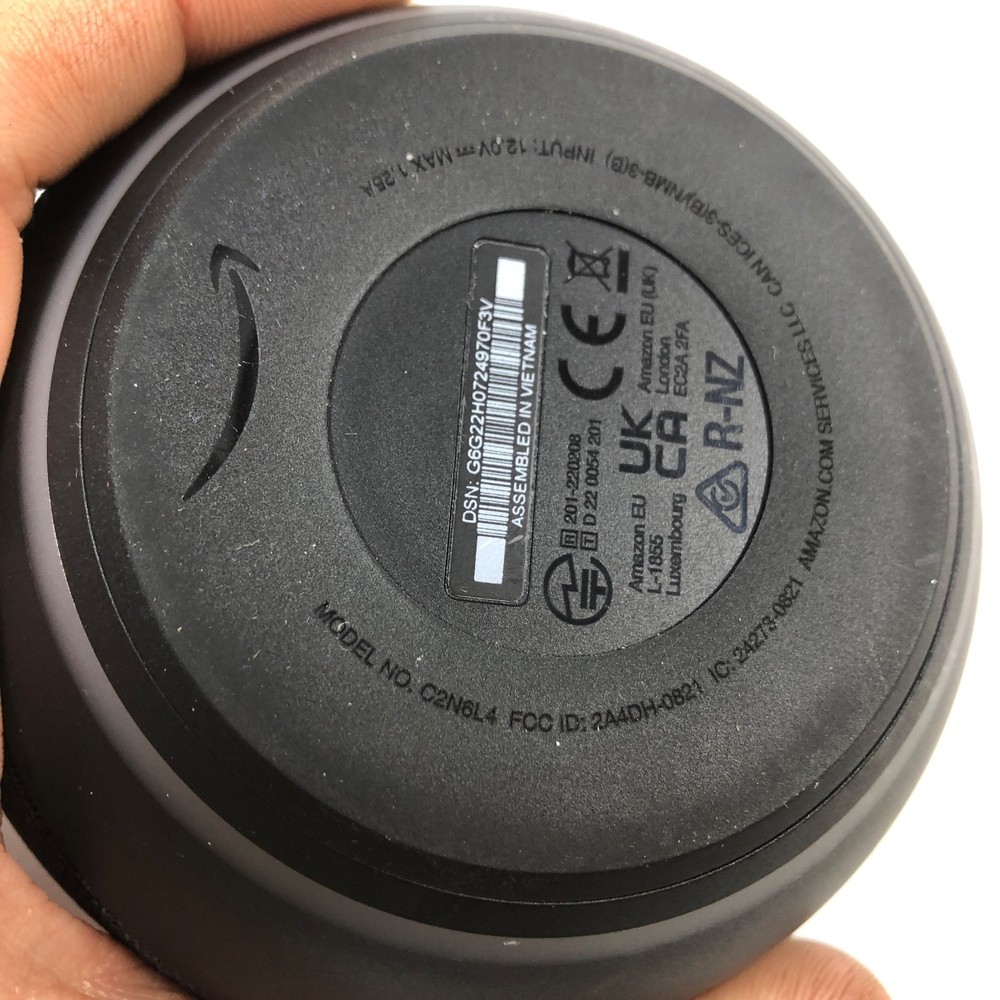 DSN: G6G22H0724970F3V
ASSEMBLED IN VIETNAM
R 201-220208
T D 22 0054 201
CE
UK
CA
Amazon EU
L-1855
Luxembourg
Amazon EU (UK)
London
EC2A 2FA
R-NZ
MODEL NO. C2N6L4 FCC ID: 2A4DH-0821 IC: 24273-0821 AMAZON.COM SERVICES LLC CAN ICES-3(B)/NMB-3(B) INPUT: 12.0V⎓ MAX 1.25A